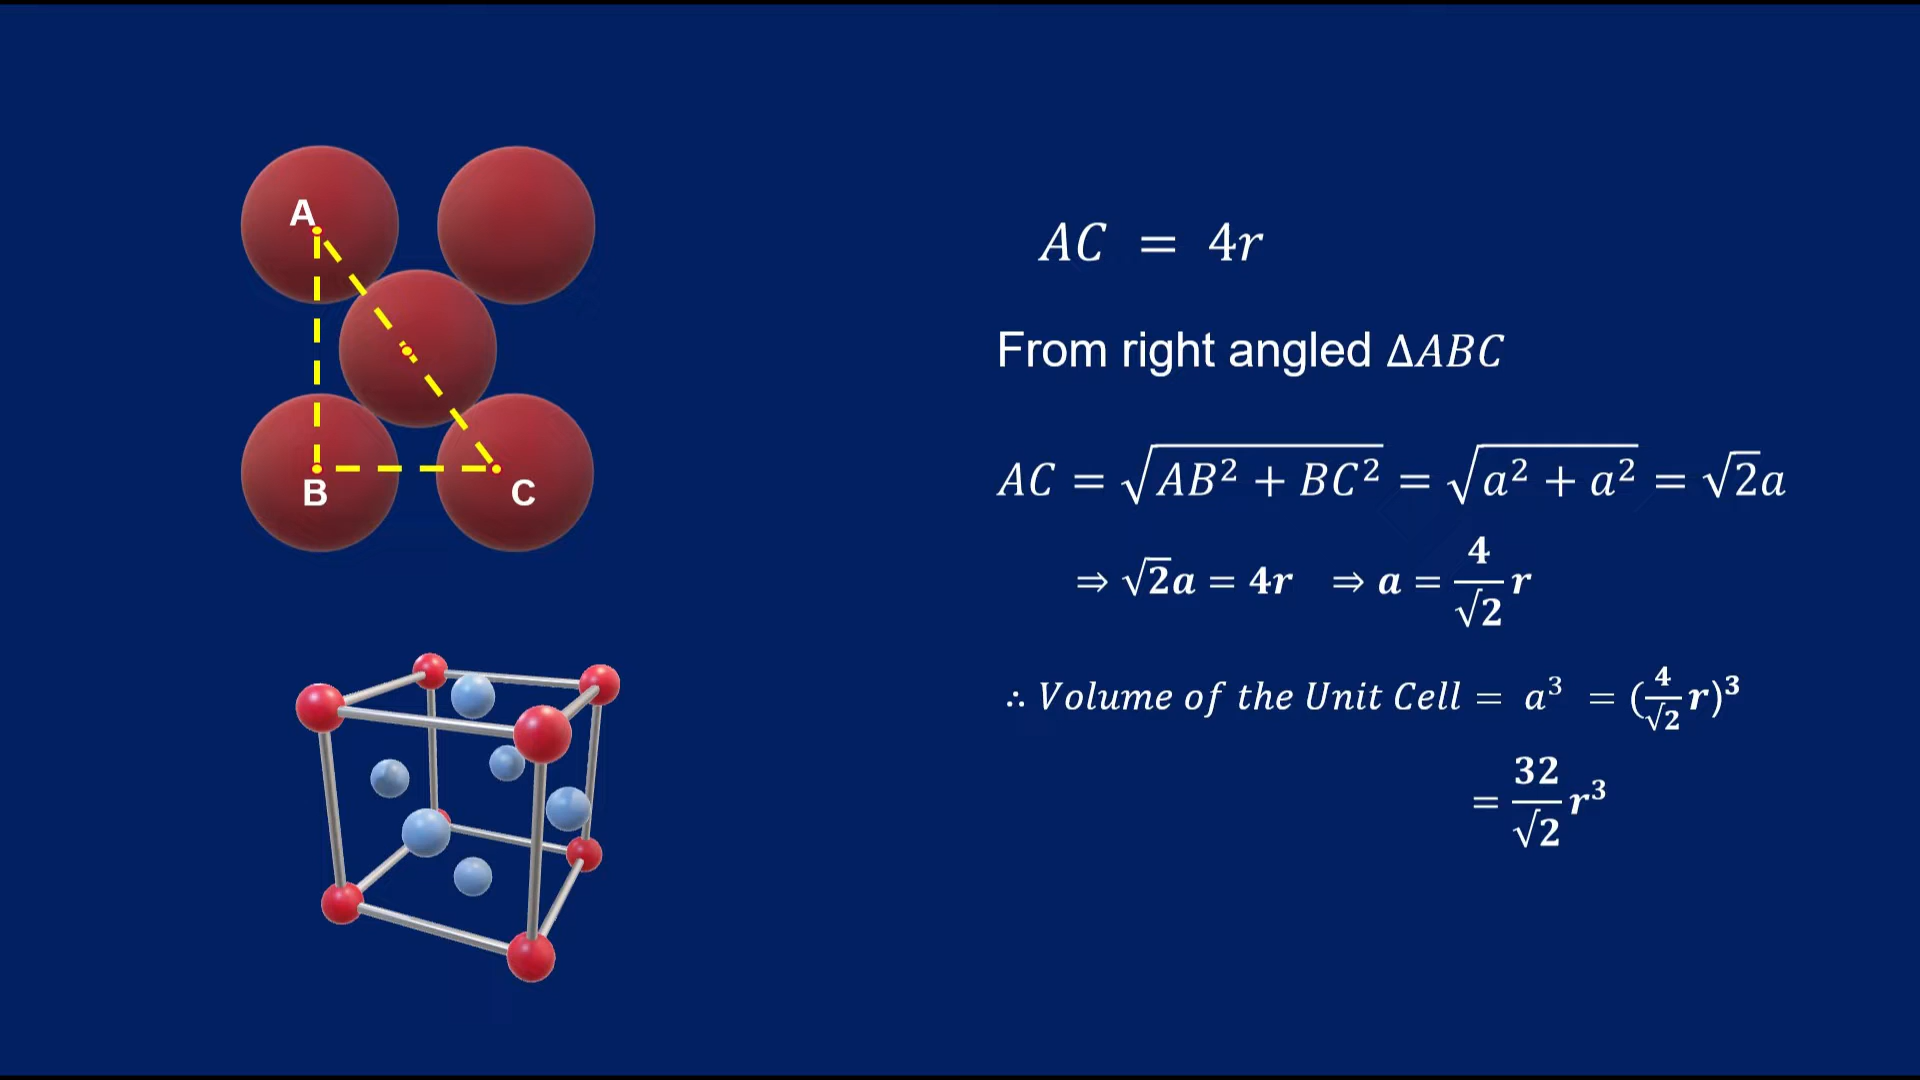 A
B
C
AC = 4r
From right angled ΔABC
AC = √(AB² + BC²) = √(a² + a²) = √2a
⇒ √2a = 4r ⇒ a = 4/√2 r
∴ Volume of the Unit Cell = a³ = (4/√2 r)³
= 32/√2 r³